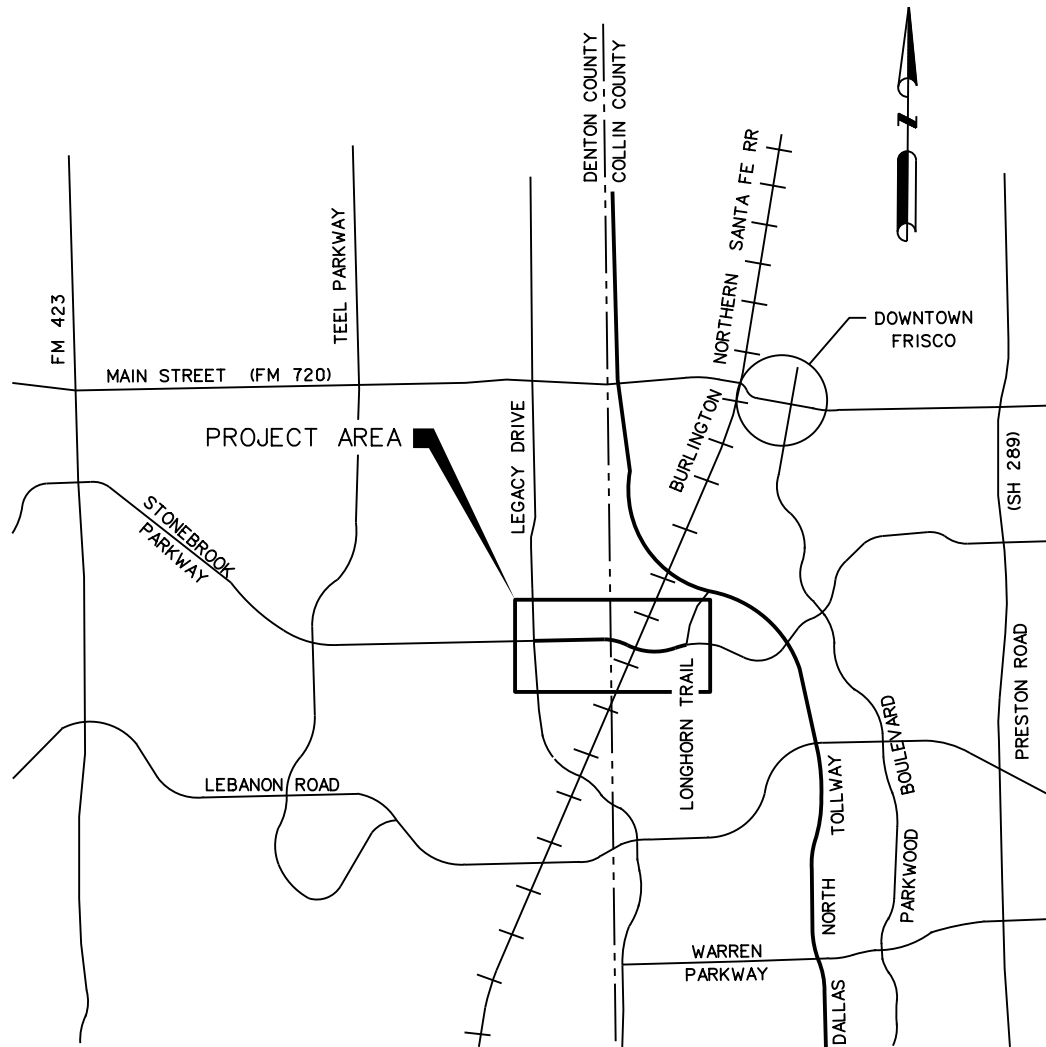 DENTON COUNTY
COLLIN COUNTY
N
BURLINGTON NORTHERN SANTA FE RR
FM 423
TEEL PARKWAY
DOWNTOWN
FRISCO
MAIN STREET (FM 720)
PROJECT AREA
LEGACY DRIVE
(SH 289)
PRESTON ROAD
STONEBROOK
PARKWAY
LONGHORN TRAIL
LEBANON ROAD
DALLAS NORTH TOLLWAY
PARKWOOD BOULEVARD
WARREN
PARKWAY